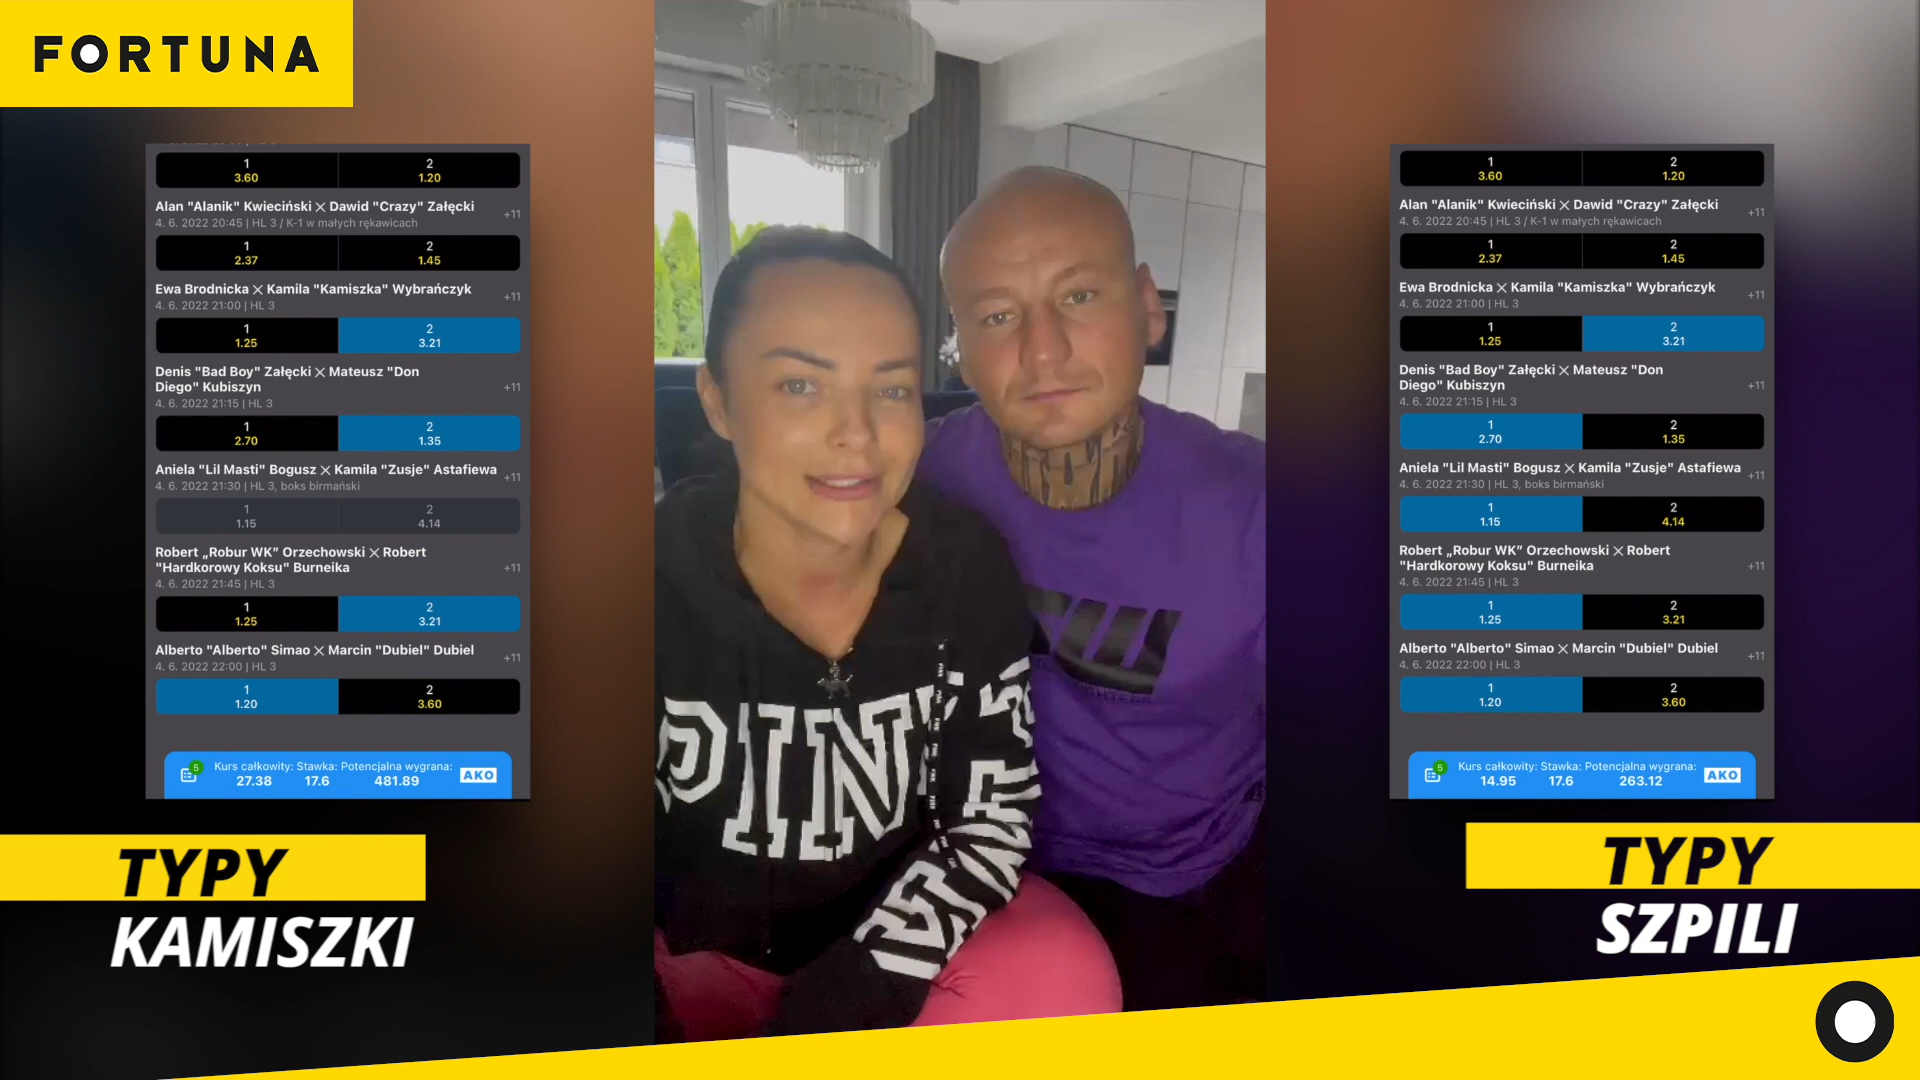 FORTUNA
1 2
3.60 1.20
Alan "Alanik" Kwieciński ⨯ Dawid "Crazy" Załęcki
+11
4. 6. 2022 20:45 | HL 3 / K-1 w małych rękawicach
1 2
2.37 1.45
Ewa Brodnicka ⨯ Kamila "Kamiszka" Wybrańczyk
+11
4. 6. 2022 21:00 | HL 3
1 2
1.25 3.21
Denis "Bad Boy" Załęcki ⨯ Mateusz "Don
Diego" Kubiszyn
+11
4. 6. 2022 21:15 | HL 3
1 2
2.70 1.35
Aniela "Lil Masti" Bogusz ⨯ Kamila "Zusje" Astafiewa
+11
4. 6. 2022 21:30 | HL 3, boks birmański
1 2
1.15 4.14
Robert „Robur WK” Orzechowski ⨯ Robert
"Hardkorowy Koksu" Burneika
+11
4. 6. 2022 21:45 | HL 3
1 2
1.25 3.21
Alberto "Alberto" Simao ⨯ Marcin "Dubiel" Dubiel
+11
4. 6. 2022 22:00 | HL 3
1 2
1.20 3.60
5
Kurs całkowity: Stawka: Potencjalna wygrana:
27.38 17.6 481.89
AKO
TYPY
KAMISZKI
PINK
1 2
3.60 1.20
Alan "Alanik" Kwieciński ⨯ Dawid "Crazy" Załęcki
+11
4. 6. 2022 20:45 | HL 3 / K-1 w małych rękawicach
1 2
2.37 1.45
Ewa Brodnicka ⨯ Kamila "Kamiszka" Wybrańczyk
+11
4. 6. 2022 21:00 | HL 3
1 2
1.25 3.21
Denis "Bad Boy" Załęcki ⨯ Mateusz "Don
Diego" Kubiszyn
+11
4. 6. 2022 21:15 | HL 3
1 2
2.70 1.35
Aniela "Lil Masti" Bogusz ⨯ Kamila "Zusje" Astafiewa
+11
4. 6. 2022 21:30 | HL 3, boks birmański
1 2
1.15 4.14
Robert „Robur WK” Orzechowski ⨯ Robert
"Hardkorowy Koksu" Burneika
+11
4. 6. 2022 21:45 | HL 3
1 2
1.25 3.21
Alberto "Alberto" Simao ⨯ Marcin "Dubiel" Dubiel
+11
4. 6. 2022 22:00 | HL 3
1 2
1.20 3.60
5
Kurs całkowity: Stawka: Potencjalna wygrana:
14.95 17.6 263.12
AKO
TYPY
SZPILI